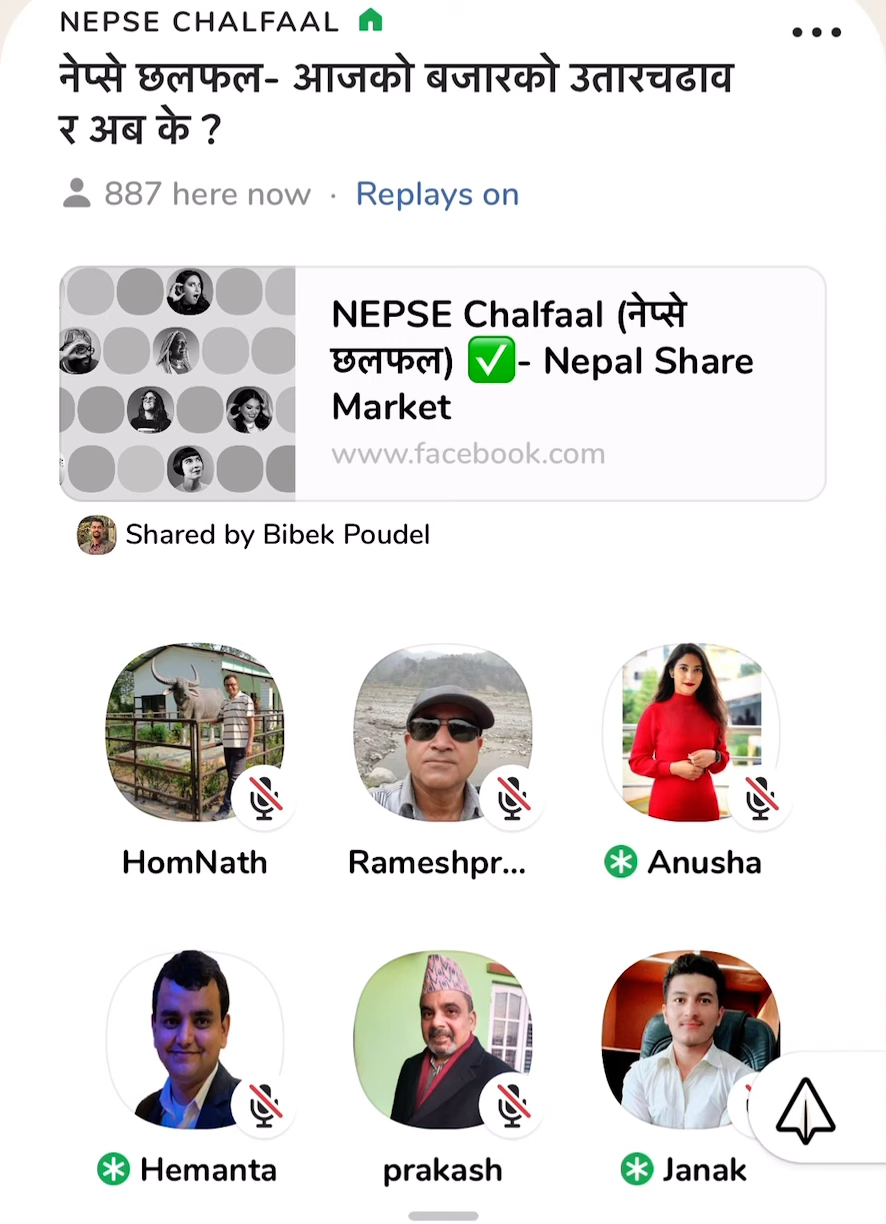 NEPSE CHALFAAL
नेप्से छलफल- आजको बजारको उतारचढाव
र अब के ?
887 here now · Replays on
NEPSE Chalfaal (नेप्से
छलफल) ✅- Nepal Share
Market
www.facebook.com
Shared by Bibek Poudel
HomNath
Rameshpr...
Anusha
Hemanta
prakash
Janak